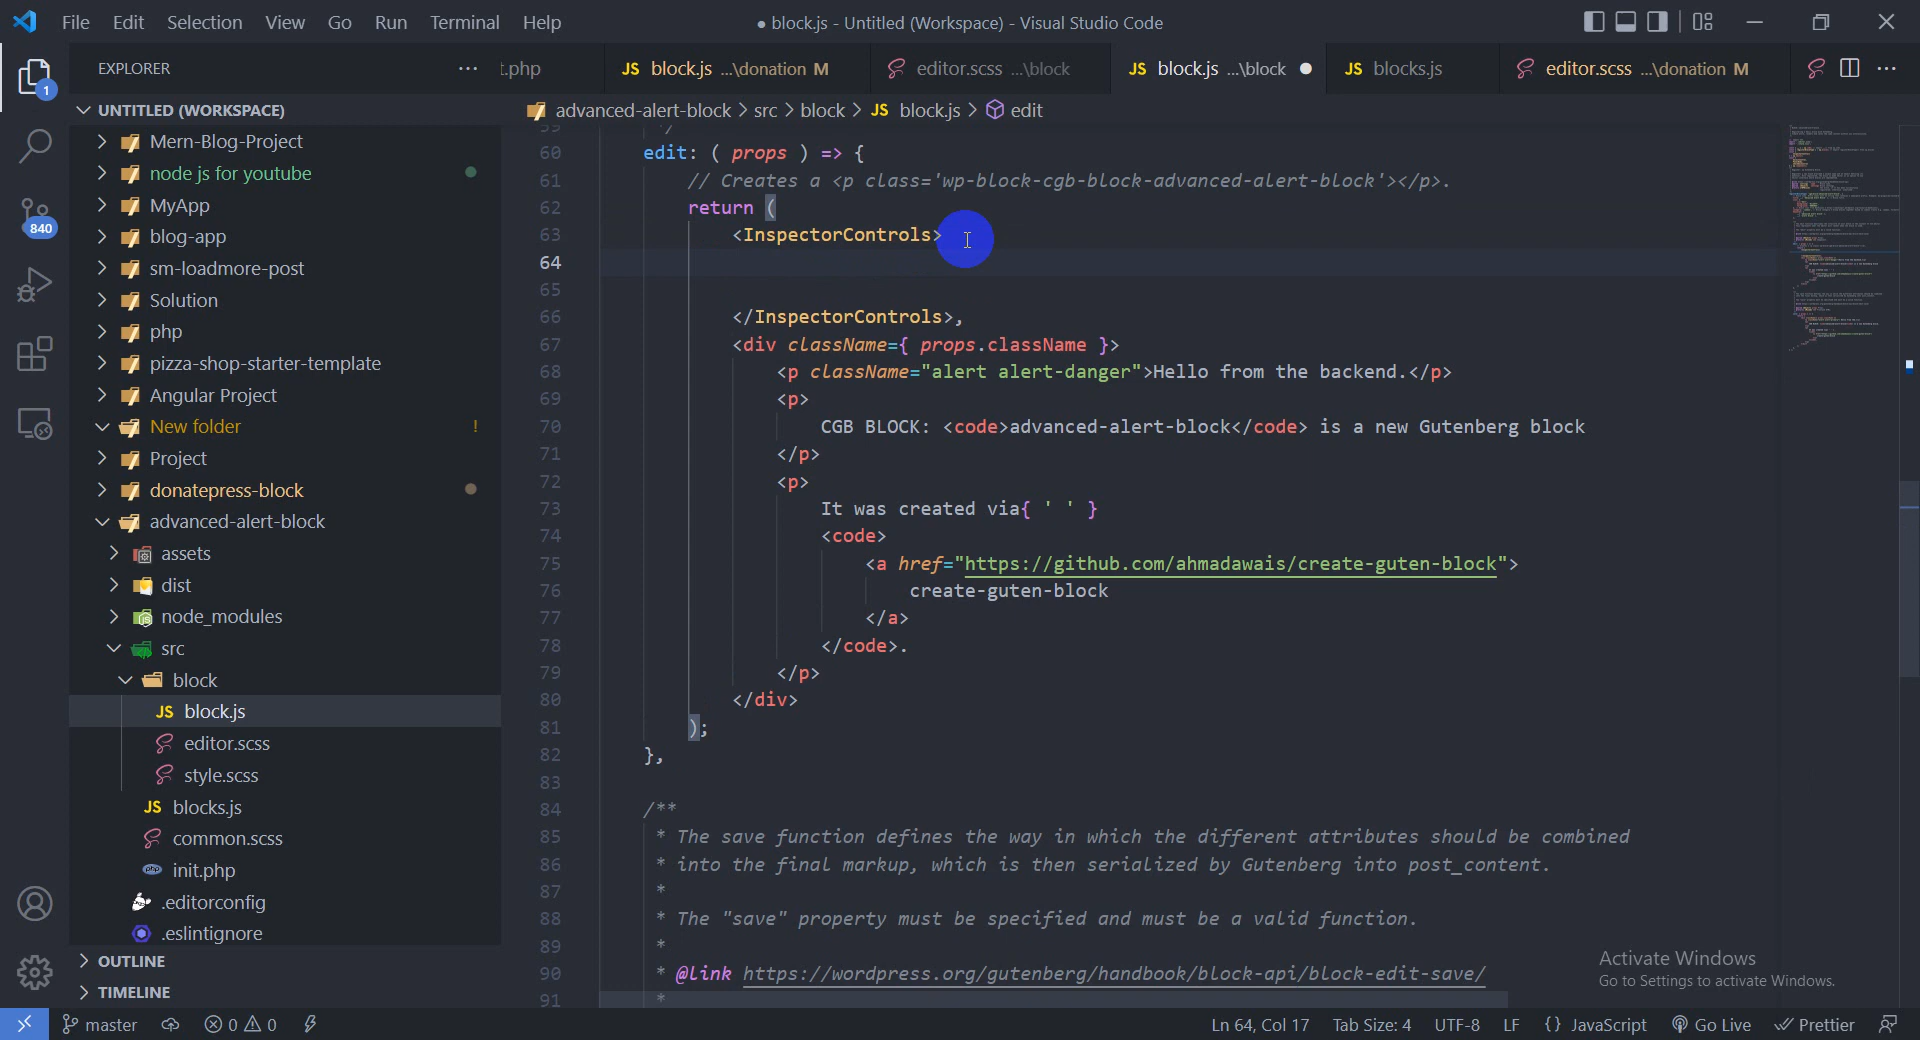 File Edit Selection View Go Run Terminal Help
● block.js - Untitled (Workspace) - Visual Studio Code
EXPLORER
t.php
JS block.js ...\donation M
editor.scss ...\block
JS block.js ...\block ●
JS blocks.js
editor.scss ...\donation M
1
840
UNTITLED (WORKSPACE)
Mern-Blog-Project
node js for youtube
MyApp
blog-app
sm-loadmore-post
Solution
php
pizza-shop-starter-template
Angular Project
New folder !
Project
donatepress-block
advanced-alert-block
assets
dist
node_modules
src
block
JS block.js
editor.scss
style.scss
JS blocks.js
common.scss
php init.php
.editorconfig
.eslintignore
OUTLINE
TIMELINE
advanced-alert-block > src > block > JS block.js > edit
59 */
60 edit: ( props ) => {
61 // Creates a <p class='wp-block-cgb-block-advanced-alert-block'></p>.
62 return (
63 <InspectorControls>
64
65
66 </InspectorControls>,
67 <div className={ props.className }>
68 <p className="alert alert-danger">Hello from the backend.</p>
69 <p>
70 CGB BLOCK: <code>advanced-alert-block</code> is a new Gutenberg block
71 </p>
72 <p>
73 It was created via{ ' ' }
74 <code>
75 <a href="https://github.com/ahmadawais/create-guten-block">
76 create-guten-block
77 </a>
78 </code>.
79 </p>
80 </div>
81 );
82 },
83
84 /**
85 * The save function defines the way in which the different attributes should be combined
86 * into the final markup, which is then serialized by Gutenberg into post_content.
87 *
88 * The "save" property must be specified and must be a valid function.
89 *
90 * @link https://wordpress.org/gutenberg/handbook/block-api/block-edit-save/
91 *
Activate Windows
Go to Settings to activate Windows.
master 0 0 Ln 64, Col 17 Tab Size: 4 UTF-8 LF {} JavaScript Go Live Prettier